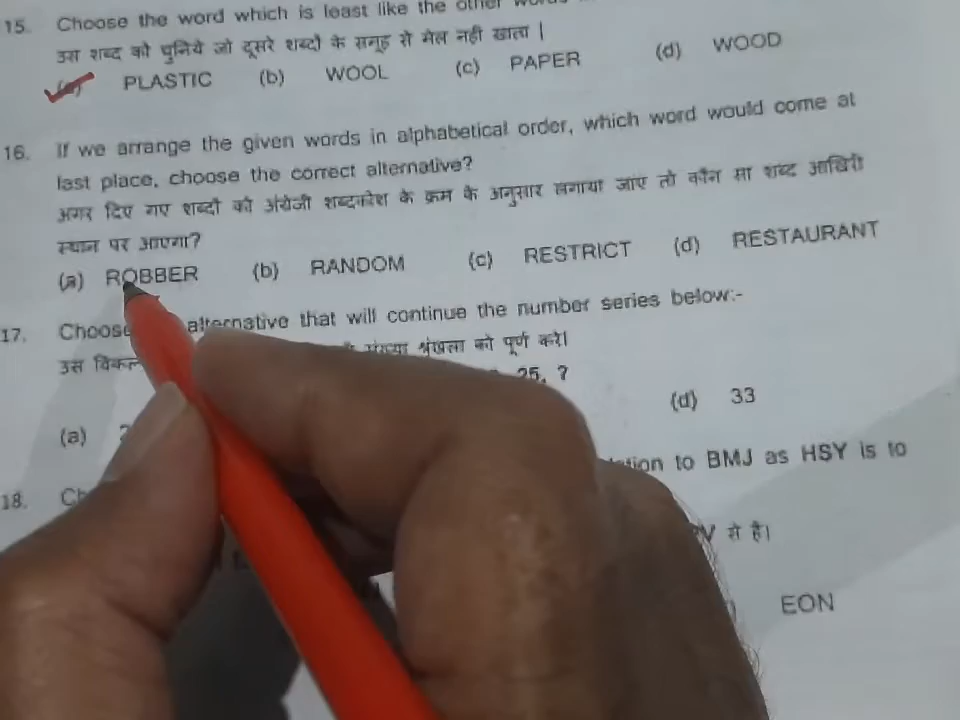 15. Choose the word which is least like the other words
उस शब्द को चुनिये जो दूसरे शब्दों के समूह से मेल नही खाता |
(a) PLASTIC (b) WOOL (c) PAPER (d) WOOD
16. If we arrange the given words in alphabetical order, which word would come at
last place, choose the correct alternative?
अगर दिए गए शब्दों को अंग्रेजी शब्दकोश के क्रम के अनुसार लगाया जाए तो कौन सा शब्द आखिरी
स्थान पर आएगा?
(a) ROBBER (b) RANDOM (c) RESTRICT (d) RESTAURANT
17. Choose alternative that will continue the number series below:-
उस संख्या श्रृंखला को पूर्ण करे।
25, ?
(a) (d) 33
18. to BMJ as HSY is to
से है।
EON